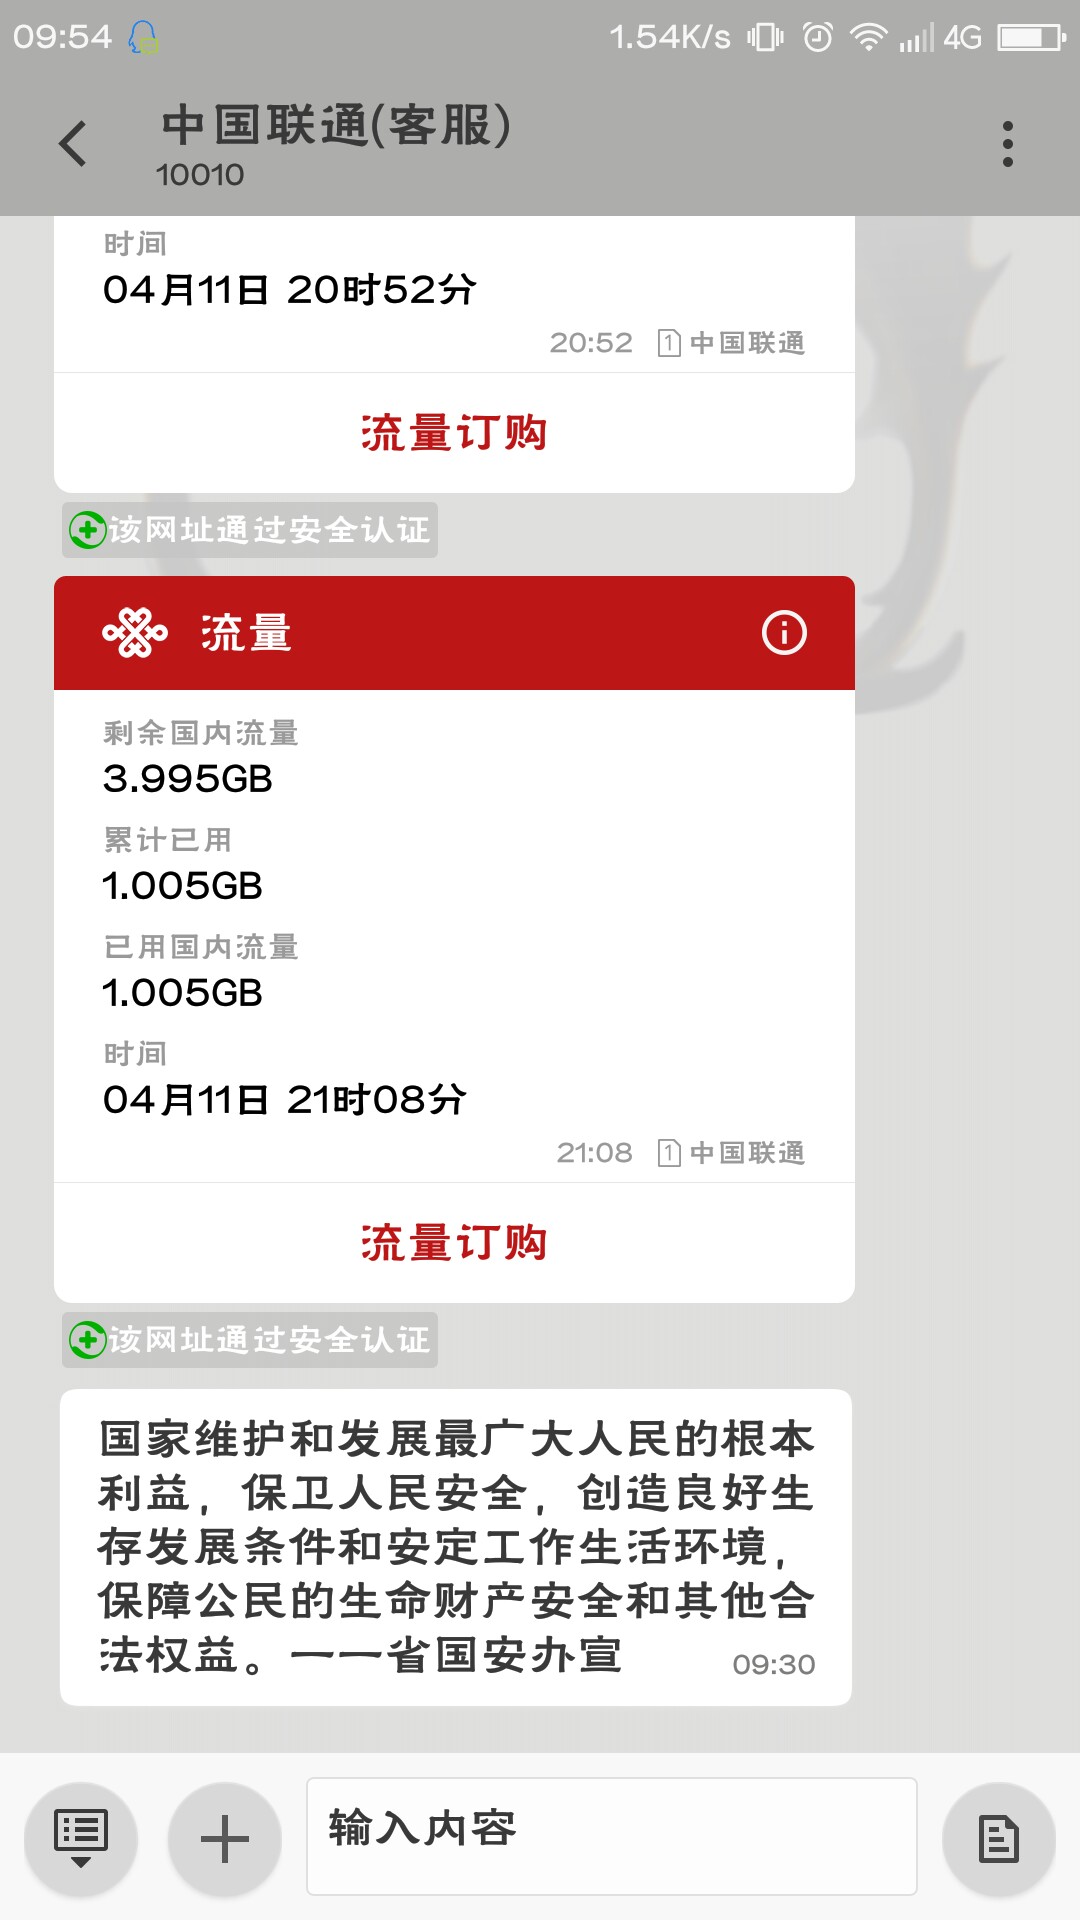 09:54
1.54K/s 4G
中国联通(客服)
10010
时间
04月11日 20时52分
20:52 1 中国联通
流量订购
该网址通过安全认证
流量
剩余国内流量
3.995GB
累计已用
1.005GB
已用国内流量
1.005GB
时间
04月11日 21时08分
21:08 1 中国联通
流量订购
该网址通过安全认证
国家维护和发展最广大人民的根本
利益，保卫人民安全，创造良好生
存发展条件和安定工作生活环境，
保障公民的生命财产安全和其他合
法权益。一一省国安办宣
09:30
输入内容